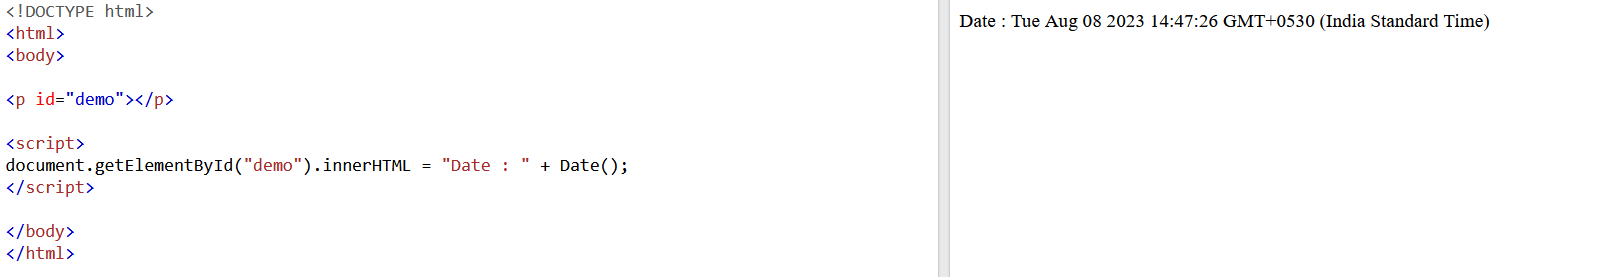 <!DOCTYPE html>
<html>
<body>
<p id="demo"></p>
<script>
document.getElementById("demo").innerHTML = "Date : " + Date();
</script>
</body>
</html>
Date : Tue Aug 08 2023 14:47:26 GMT+0530 (India Standard Time)